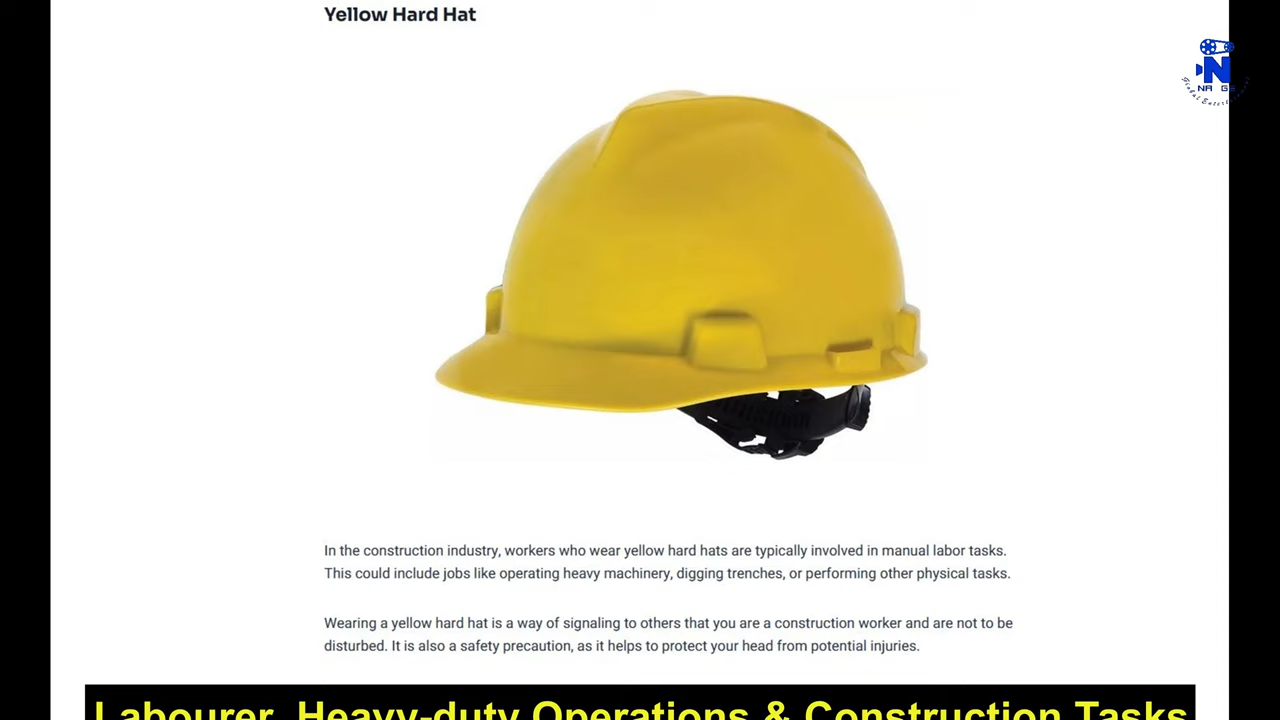 Yellow Hard Hat
N
Global Entertainment
In the construction industry, workers who wear yellow hard hats are typically involved in manual labor tasks.
This could include jobs like operating heavy machinery, digging trenches, or performing other physical tasks.
Wearing a yellow hard hat is a way of signaling to others that you are a construction worker and are not to be
disturbed. It is also a safety precaution, as it helps to protect your head from potential injuries.
Labourer, Heavy-duty Operations & Construction Tasks